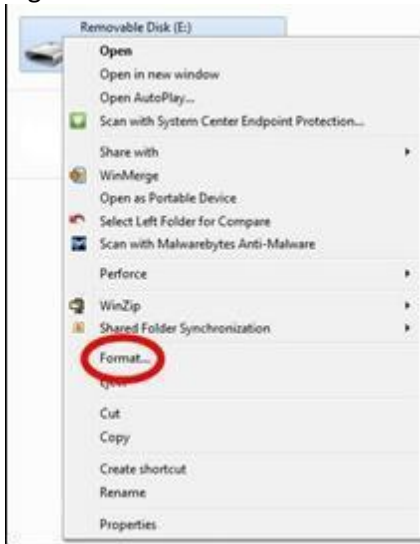 Removable Disk (E:)
Open
Open in new window
Open AutoPlay...
Scan with System Center Endpoint Protection...
Share with
WinMerge
Open as Portable Device
Select Left Folder for Compare
Scan with Malwarebytes Anti-Malware
Perforce
WinZip
Shared Folder Synchronization
Format...
Eject
Cut
Copy
Create shortcut
Rename
Properties